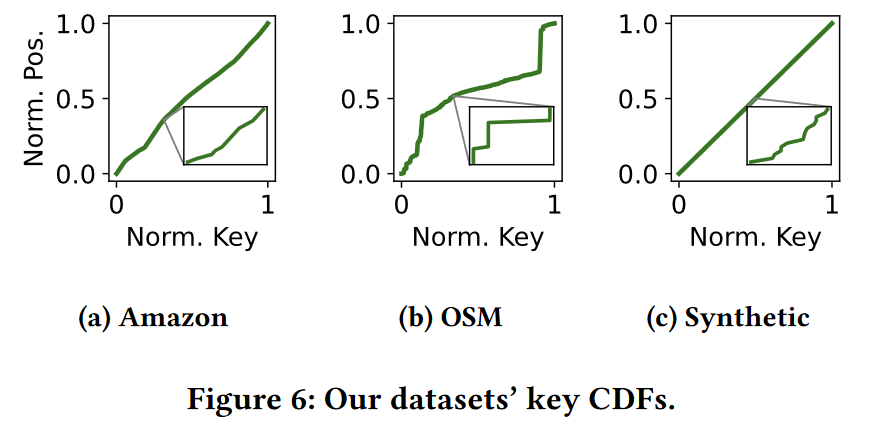 Norm. Pos.
1.0
0.5
0.0
0
1
Norm. Key
1.0
0.5
0.0
0
1
Norm. Key
1.0
0.5
0.0
0
1
Norm. Key
(a) Amazon
(b) OSM
(c) Synthetic
Figure 6: Our datasets’ key CDFs.